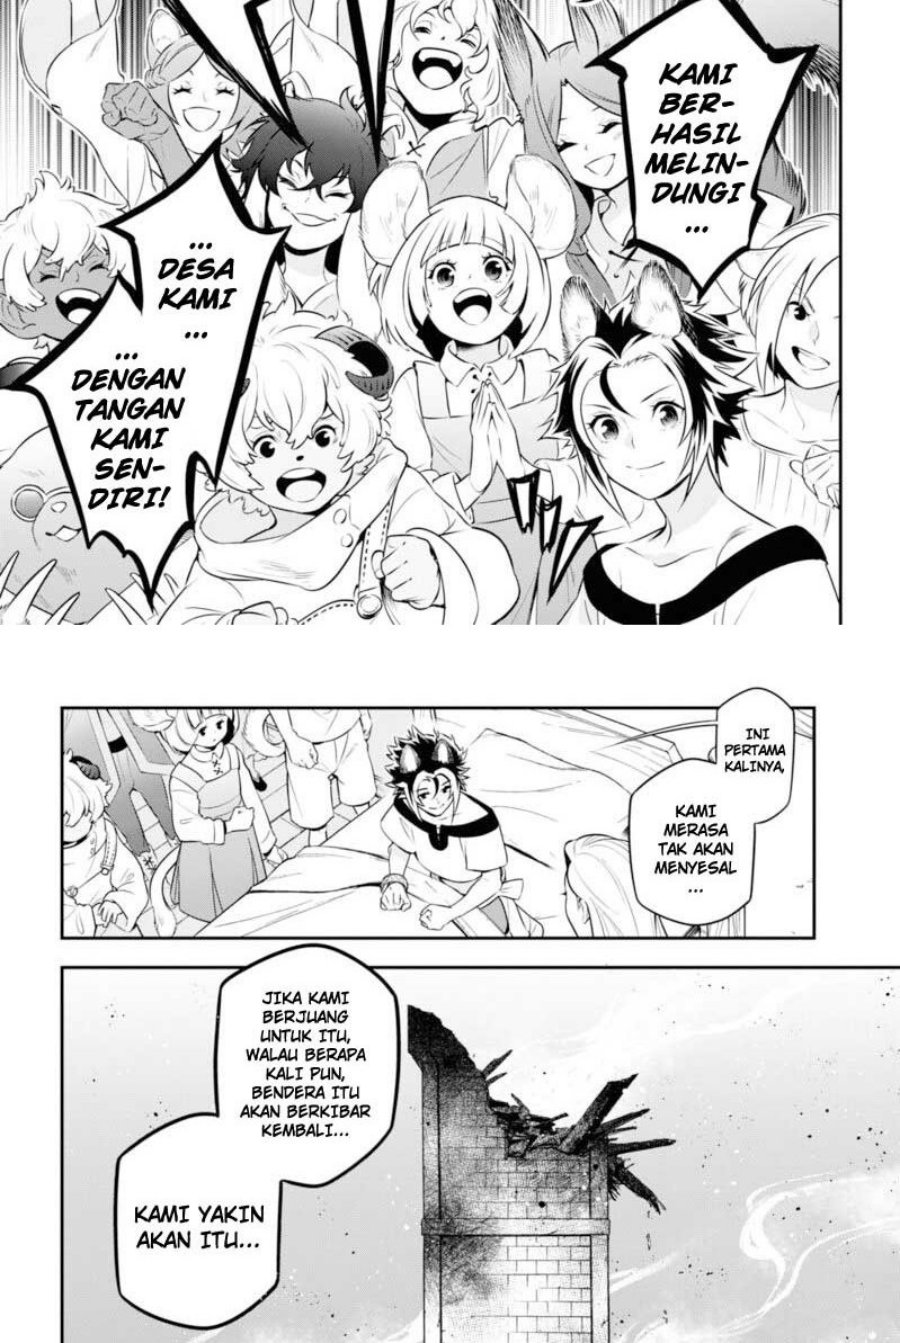 KAMI
BER-
HASIL
MELIN-
DUNGI
...
...
DESA
KAMI
...
...
DENGAN
TANGAN
KAMI
SEN-
DIRI!
INI
PERTAMA
KALINYA,
KAMI
MERASA
TAK AKAN
MENYESAL
...
JIKA KAMI
BERJUANG
UNTUK ITU,
WALAU BERAPA
KALI PUN,
BENDERA ITU
AKAN BERKIBAR
KEMBALI...
KAMI YAKIN
AKAN ITU...